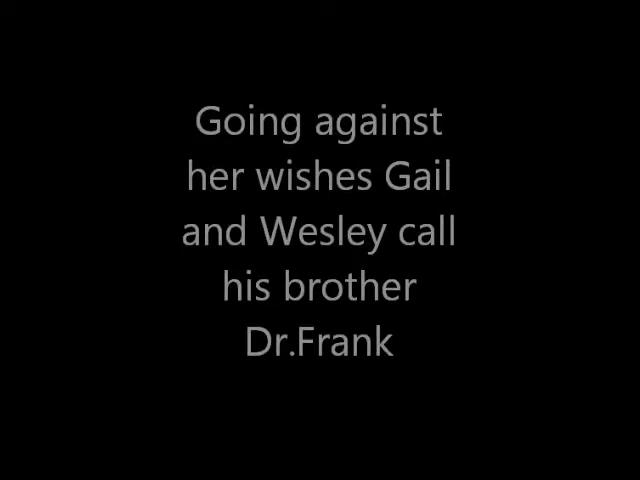 Going against
her wishes Gail
and Wesley call
his brother
Dr.Frank